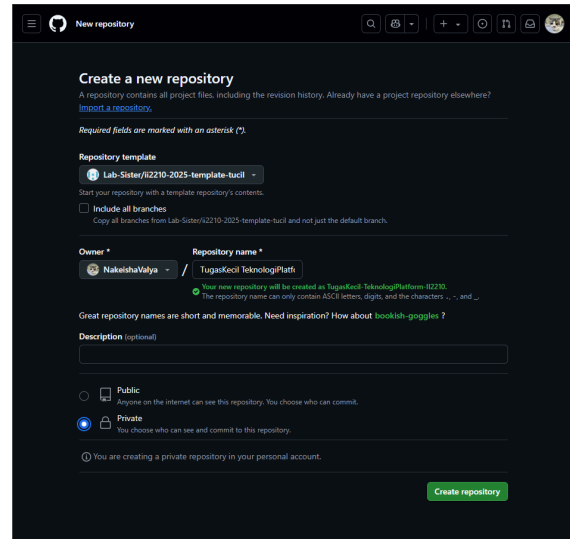 New repository
Create a new repository
A repository contains all project files, including the revision history. Already have a project repository elsewhere?
Import a repository.
Required fields are marked with an asterisk (*).
Repository template
Lab-Sister/ii2210-2025-template-tucil
Start your repository with a template repository's contents.
Include all branches
Copy all branches from Lab-Sister/ii2210-2025-template-tucil and not just the default branch.
Owner * Repository name *
NakeishaValya / TugasKecil TeknologiPlatf
Your new repository will be created as TugasKecil-TeknologiPlatform-II2210.
The repository name can only contain ASCII letters, digits, and the characters ., -, and _.
Great repository names are short and memorable. Need inspiration? How about bookish-goggles ?
Description (optional)
Public
Anyone on the internet can see this repository. You choose who can commit.
Private
You choose who can see and commit to this repository.
You are creating a private repository in your personal account.
Create repository